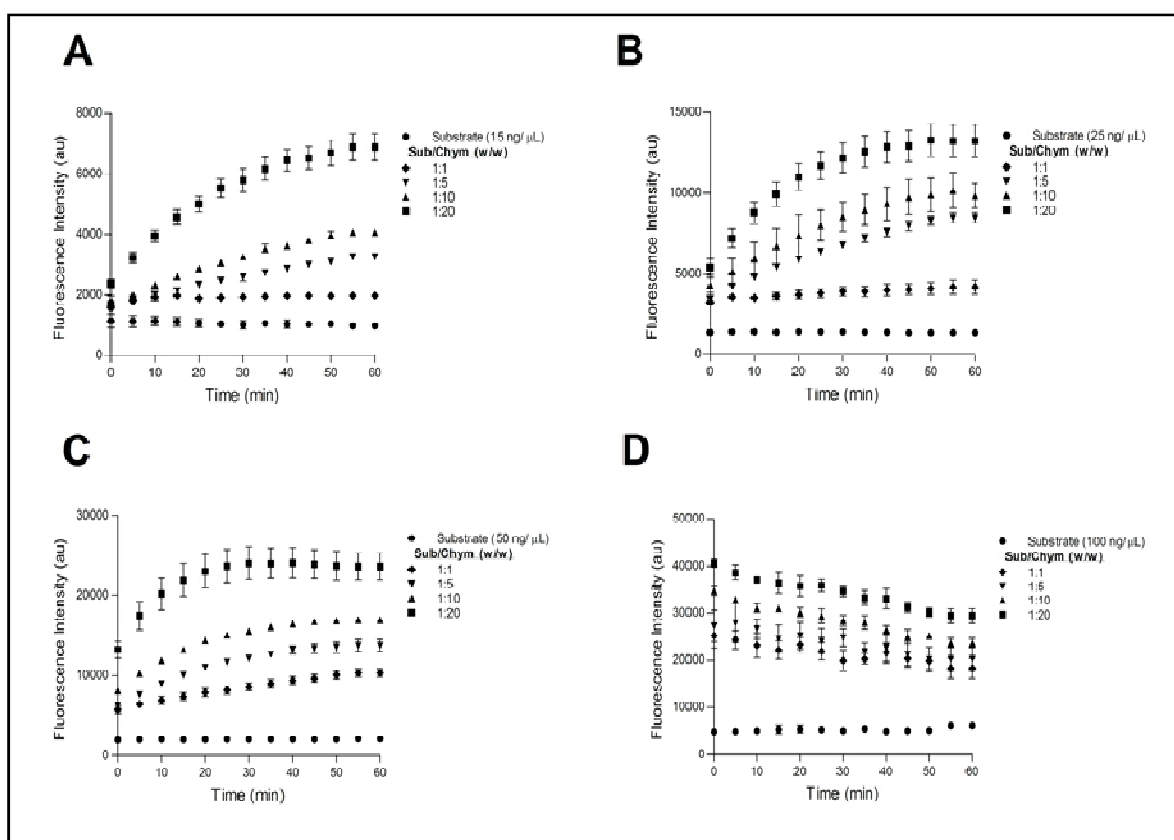 A
8000
6000
4000
2000
0
Fluorescence Intensity (au)
0 10 20 30 40 50 60
Time (min)
Substrate (15 ng/ μL)
Sub/Chym (w/w)
1:1
1:5
1:10
1:20
B
15000
10000
5000
0
Fluorescence Intensity (au)
0 10 20 30 40 50 60
Time (min)
Substrate (25 ng/ μL)
Sub/Chym (w/w)
1:1
1:5
1:10
1:20
C
30000
20000
10000
0
Fluorescence Intensity (au)
0 10 20 30 40 50 60
Time (min)
Substrate (50 ng/ μL)
Sub/Chym (w/w)
1:1
1:5
1:10
1:20
D
50000
40000
30000
20000
10000
0
Fluorescence Intensity (au)
0 10 20 30 40 50 60
Time (min)
Substrate (100 ng/μL)
Sub/Chym (w/w)
1:1
1:5
1:10
1:20